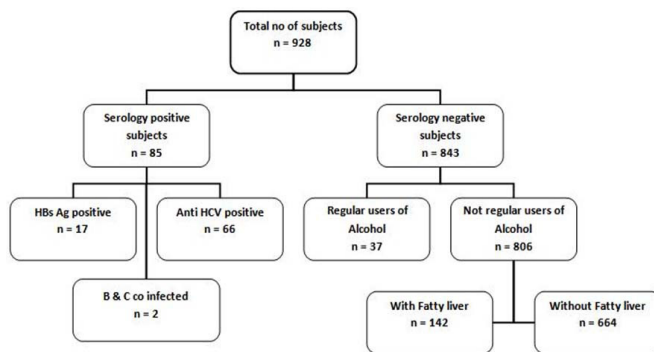 Total no of subjects
n = 928
Serology positive
subjects
n = 85
Serology negative
subjects
n = 843
HBs Ag positive
n = 17
Anti HCV positive
n = 66
Regular users of
Alcohol
n = 37
Not regular users of
Alcohol
n = 806
B & C co infected
n = 2
With Fatty liver
n = 142
Without Fatty liver
n = 664